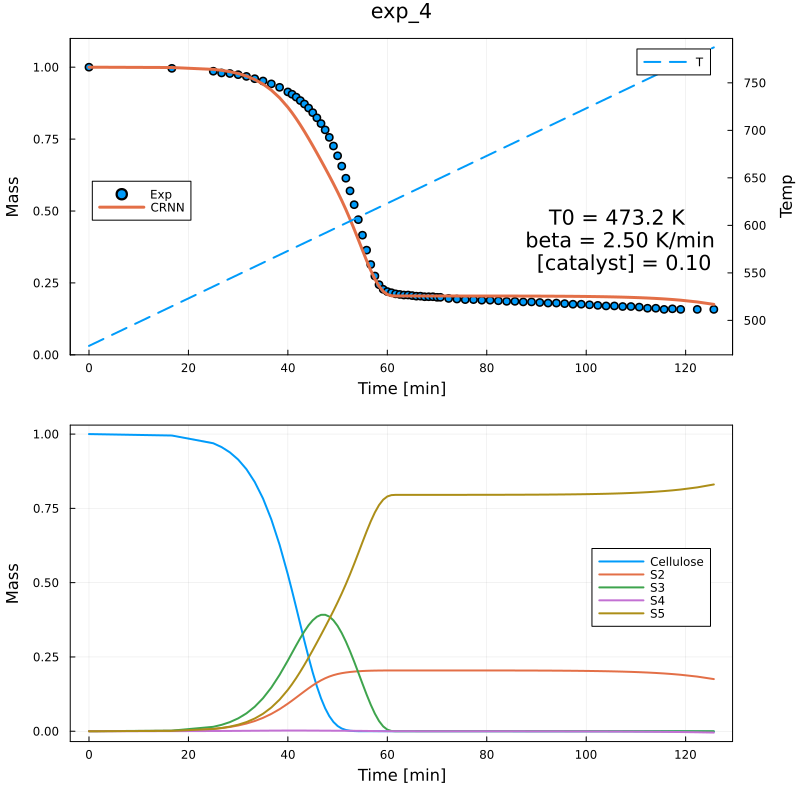 exp_4
1.00
0.75
0.50
0.25
0.00
Mass
T
750
700
650
600
550
500
Temp
Exp
CRNN
T0 = 473.2 K
beta = 2.50 K/min
[catalyst] = 0.10
0 20 40 60 80 100 120
Time [min]
1.00
0.75
0.50
0.25
0.00
Mass
Cellulose
S2
S3
S4
S5
0 20 40 60 80 100 120
Time [min]